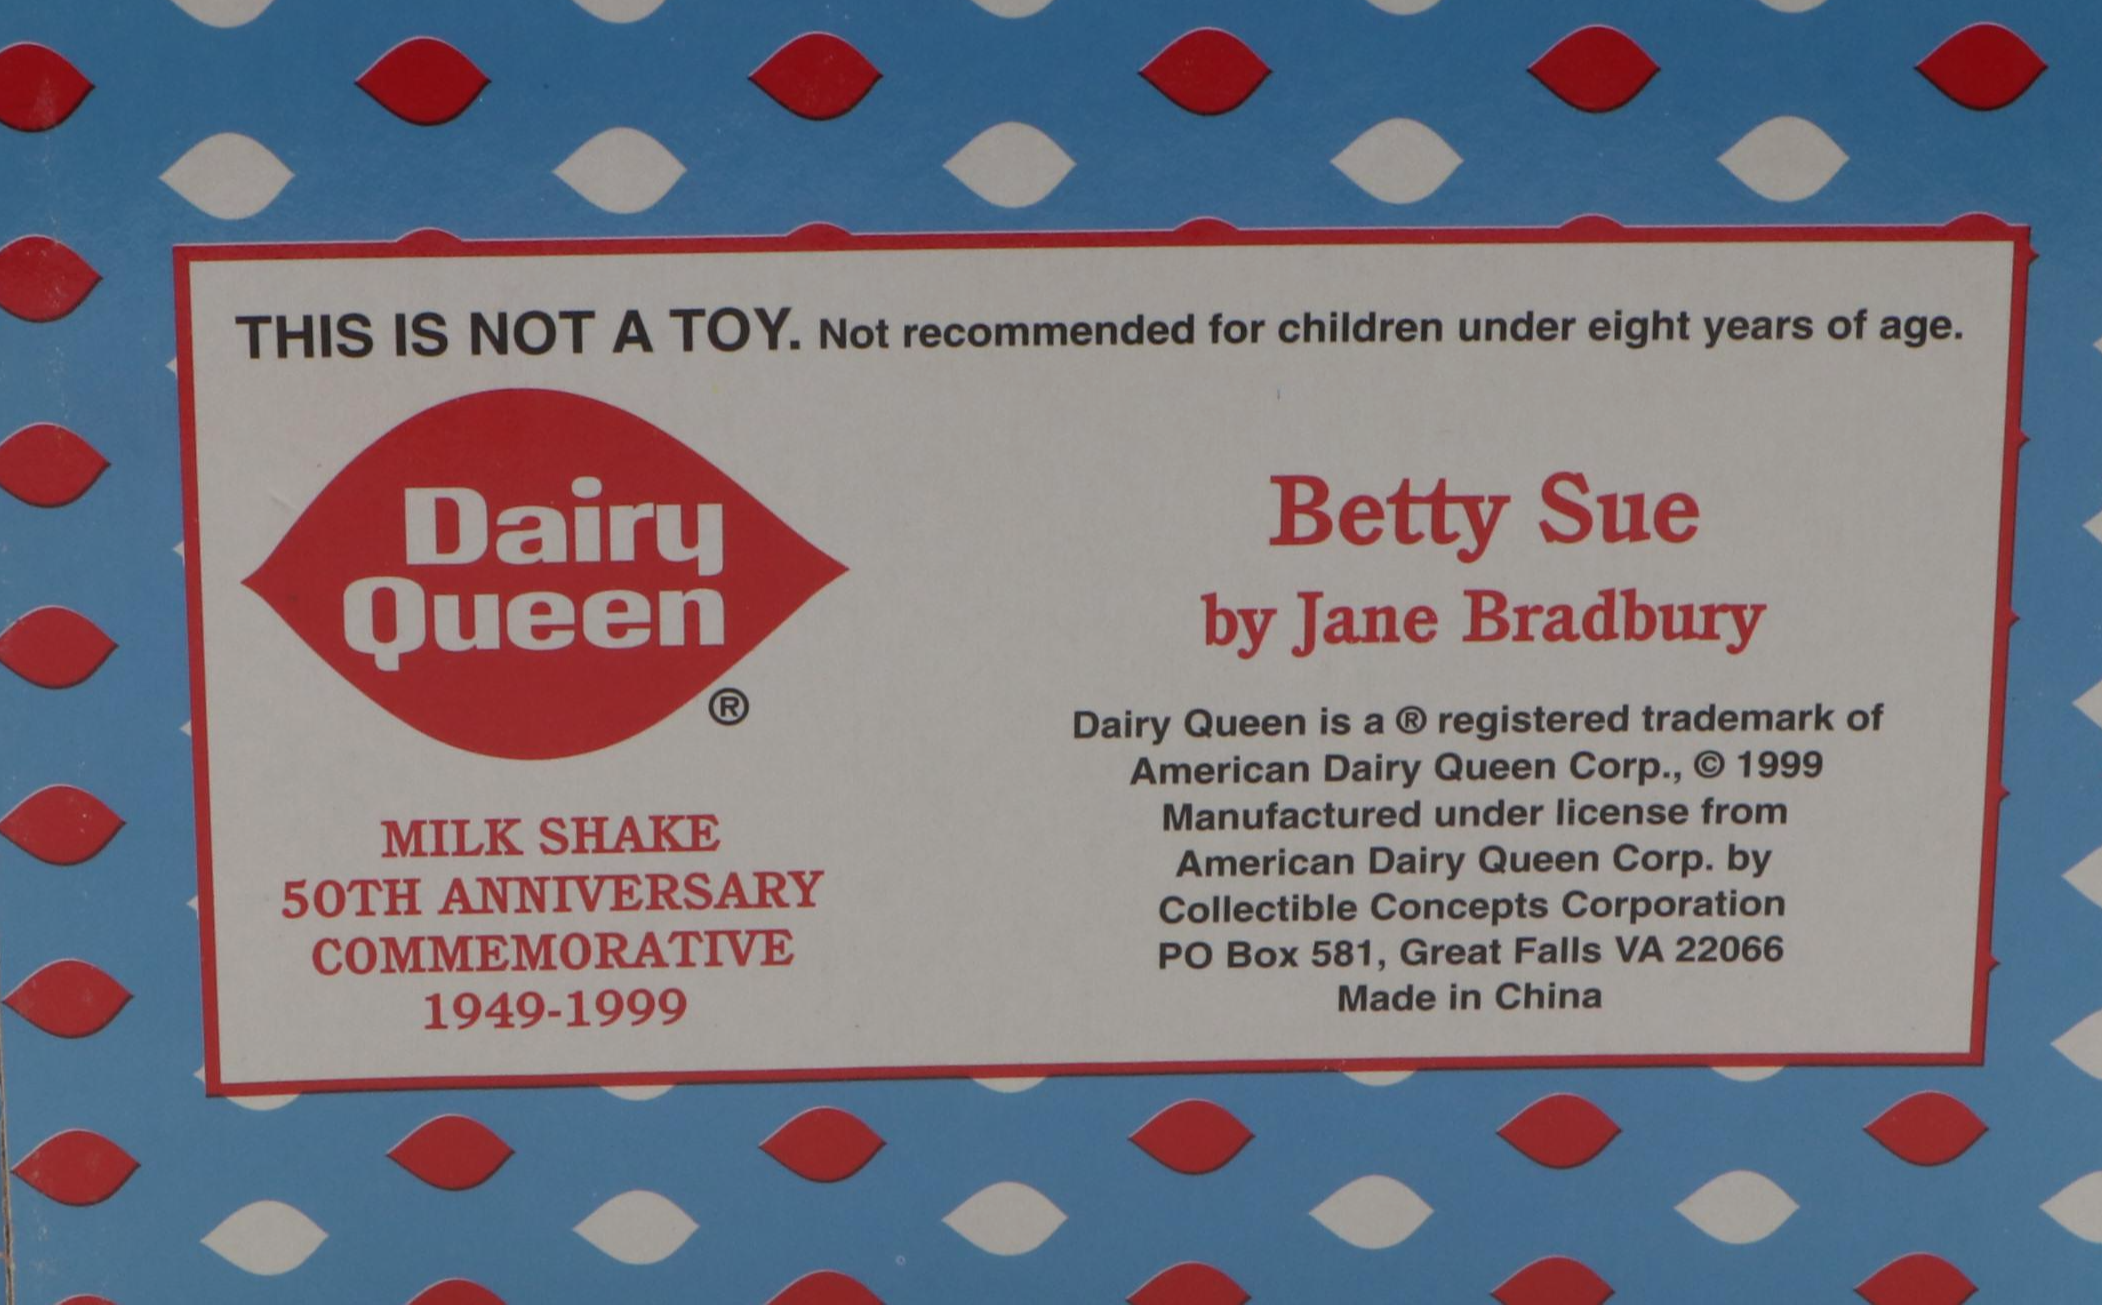 THIS IS NOT A TOY. Not recommended for children under eight years of age.
Dairy
Queen
®
MILK SHAKE
50TH ANNIVERSARY
COMMEMORATIVE
1949-1999
Betty Sue
by Jane Bradbury
Dairy Queen is a ® registered trademark of
American Dairy Queen Corp., © 1999
Manufactured under license from
American Dairy Queen Corp. by
Collectible Concepts Corporation
PO Box 581, Great Falls VA 22066
Made in China